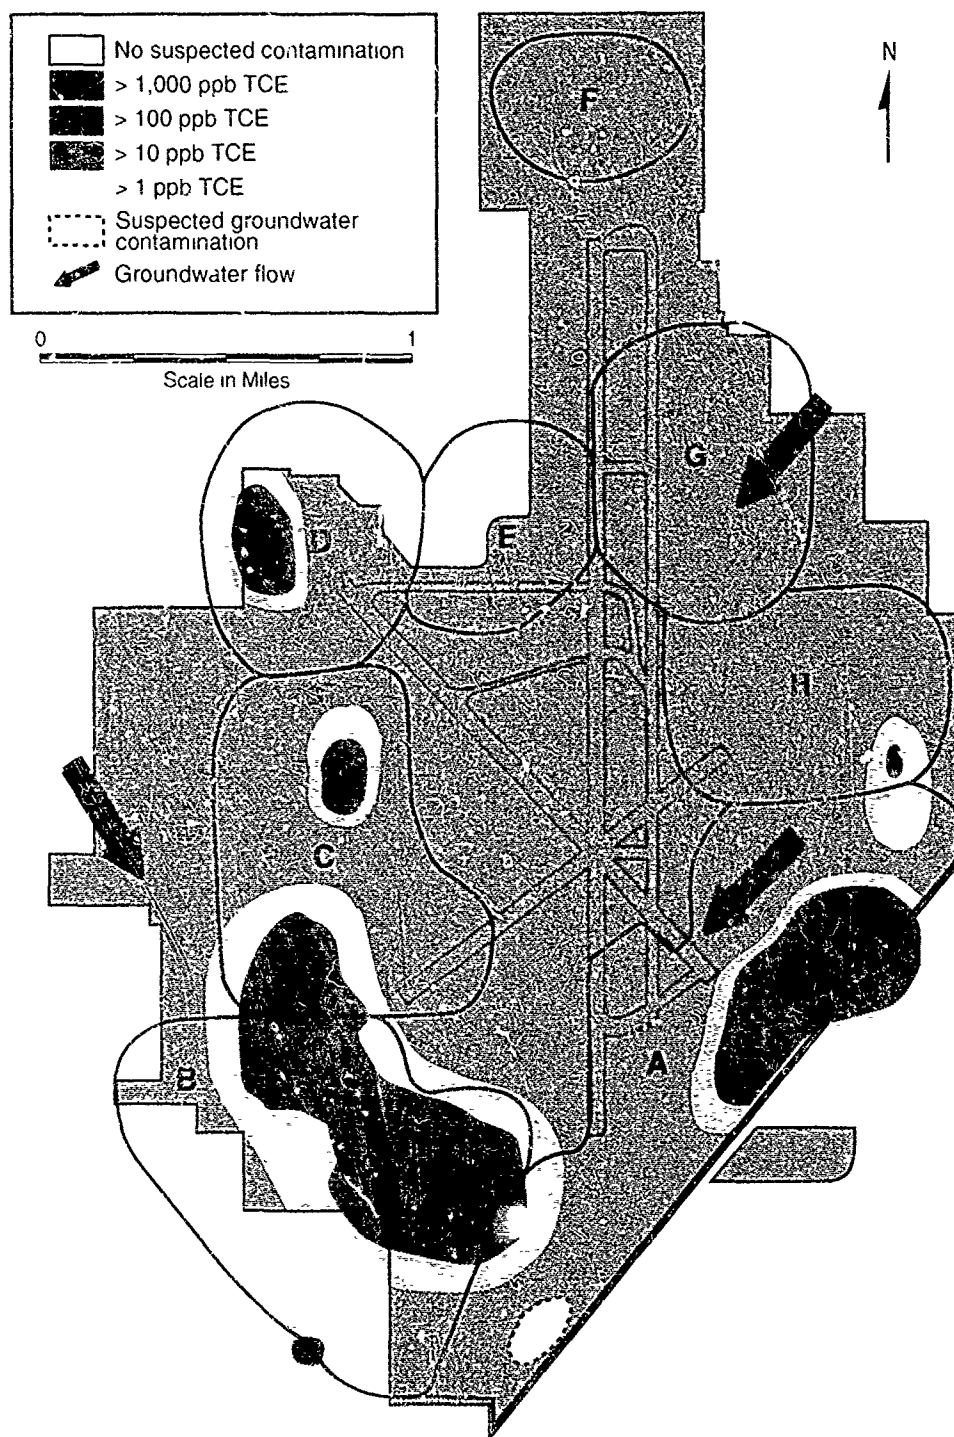 No suspected contamination
> 1,000 ppb TCE
> 100 ppb TCE
> 10 ppb TCE
> 1 ppb TCE
Suspected groundwater
contamination
Groundwater flow
0 1
Scale in Miles
N
F
G
E
D
H
C
A
B